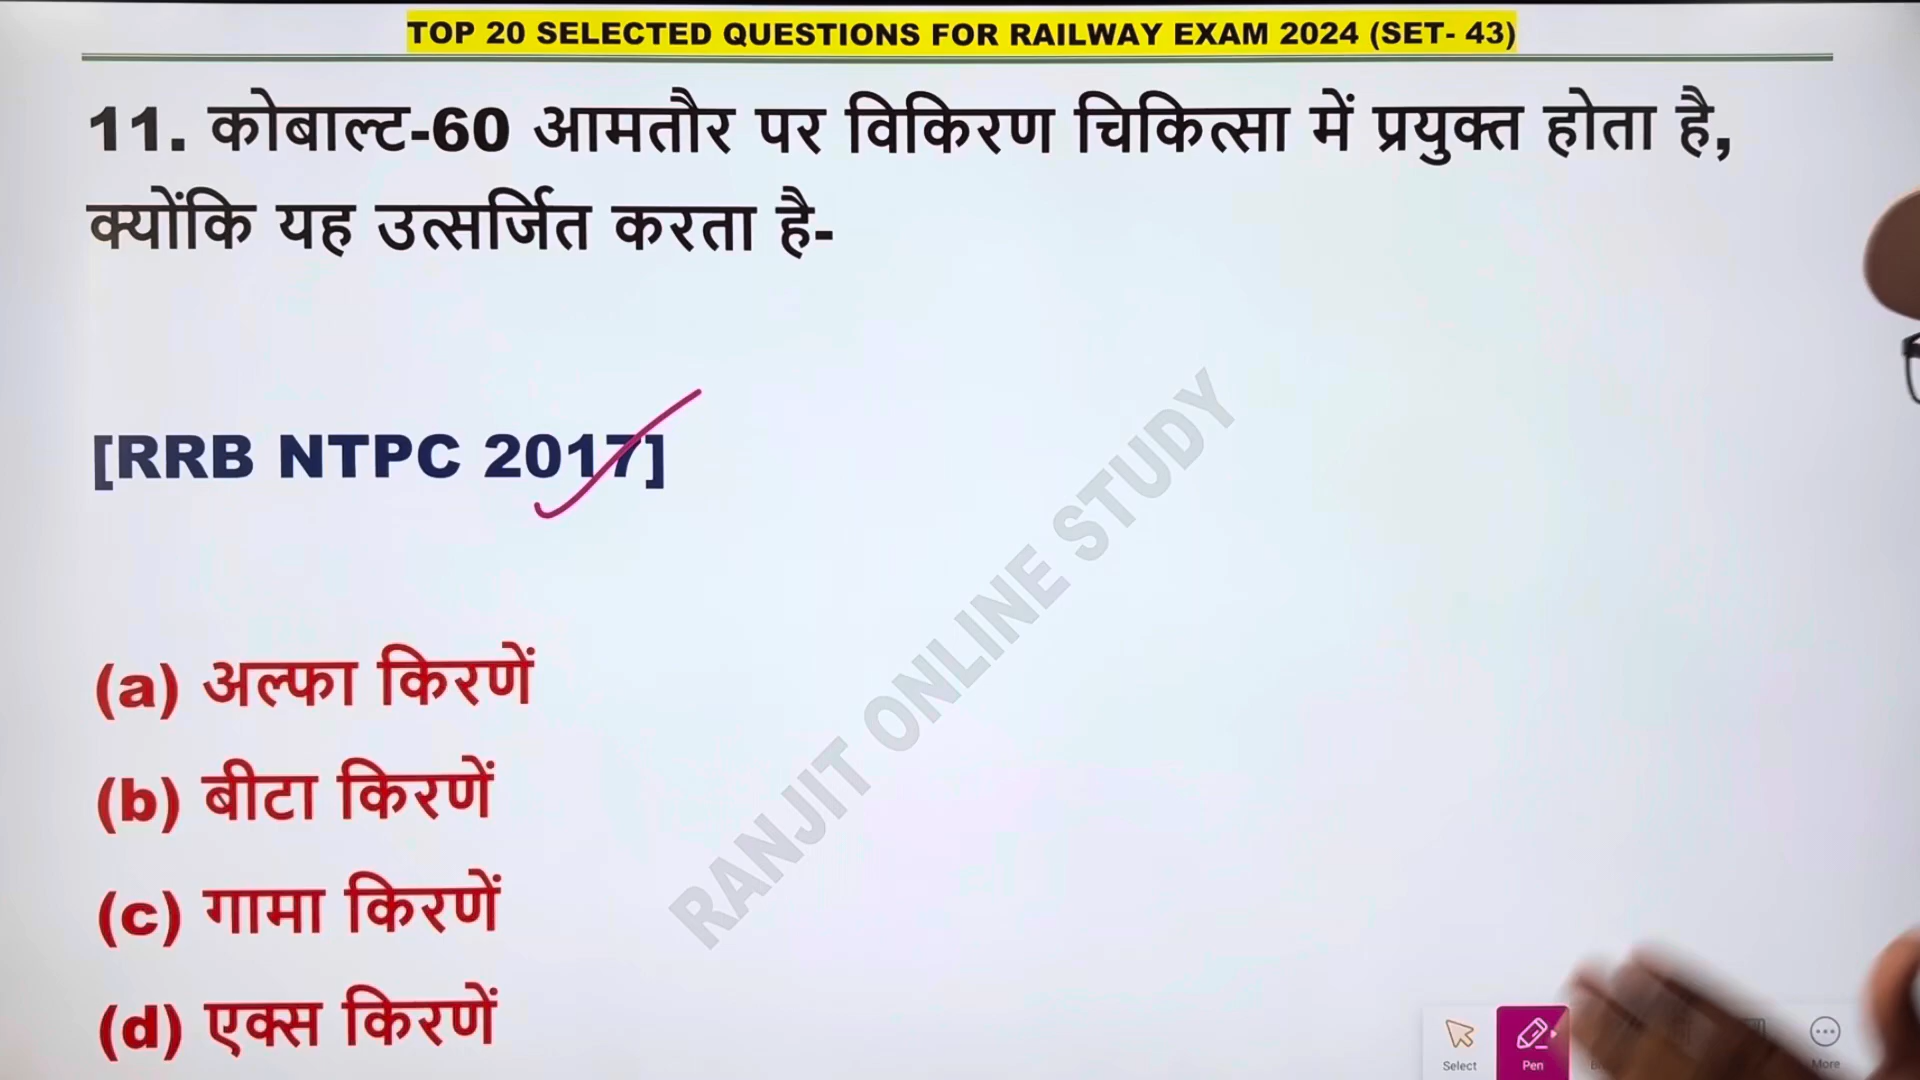 TOP 20 SELECTED QUESTIONS FOR RAILWAY EXAM 2024 (SET- 43)
11. कोबाल्ट-60 आमतौर पर विकिरण चिकित्सा में प्रयुक्त होता है,
क्योंकि यह उत्सर्जित करता है-
[RRB NTPC 2017]
RANJIT ONLINE STUDY
(a) अल्फा किरणें
(b) बीटा किरणें
(c) गामा किरणें
(d) एक्स किरणें
Select Pen More